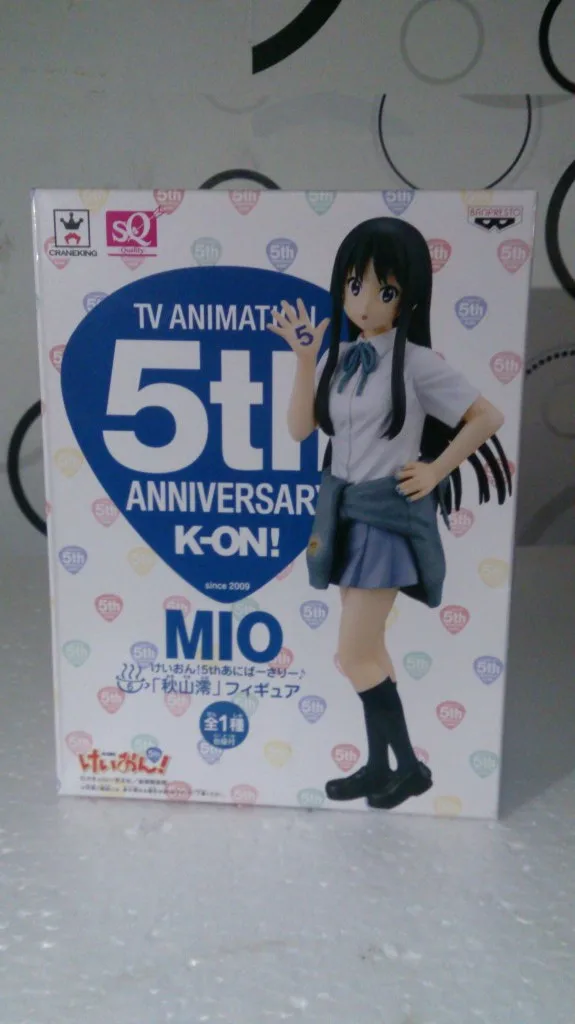 CRANEKING
SQ
Quality
BANPRESTO
TV ANIMATION
5th
ANNIVERSARY
K-ON!
since 2009
5
MIO
けいおん!5thあにばーさりー♪
「秋山澪」フィギュア
全1種
けいおん!